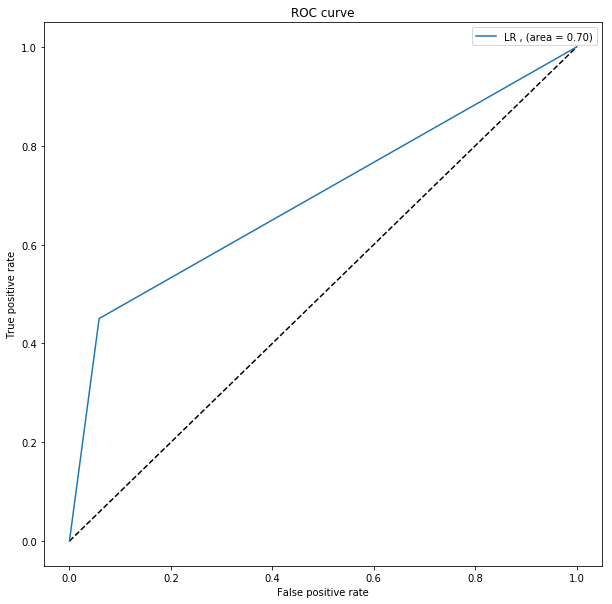 ROC curve
LR , (area = 0.70)
1.0
0.8
0.6
0.4
0.2
0.0
True positive rate
0.0 0.2 0.4 0.6 0.8 1.0
False positive rate